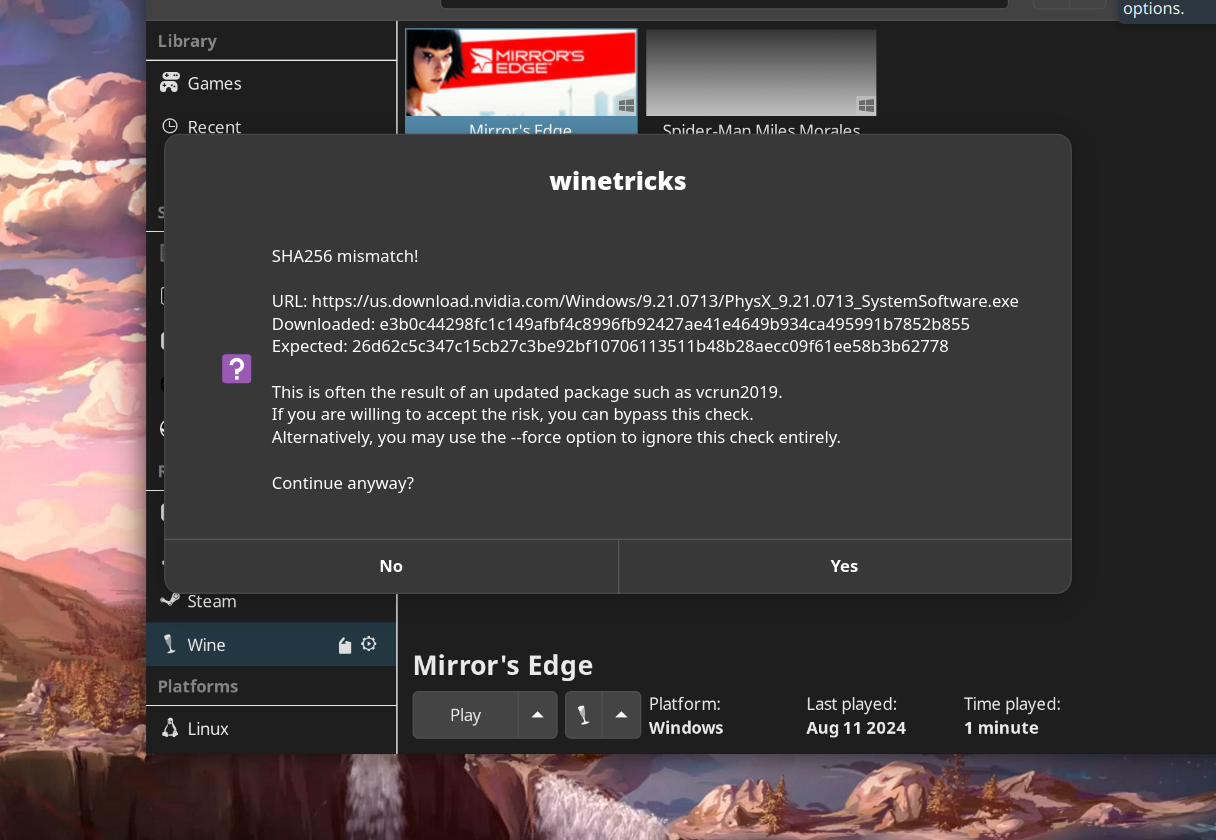 options.
Library
Games
Recent
MIRROR'S
EDGE
Mirror's Edge
Spider-Man Miles Morales
winetricks
SHA256 mismatch!
URL: https://us.download.nvidia.com/Windows/9.21.0713/PhysX_9.21.0713_SystemSoftware.exe
Downloaded: e3b0c44298fc1c149afbf4c8996fb92427ae41e4649b934ca495991b7852b855
Expected: 26d62c5c347c15cb27c3be92bf10706113511b48b28aecc09f61ee58b3b62778
This is often the result of an updated package such as vcrun2019.
If you are willing to accept the risk, you can bypass this check.
Alternatively, you may use the --force option to ignore this check entirely.
Continue anyway?
No
Yes
Steam
Wine
Platforms
Linux
Mirror's Edge
Play
Platform:
Windows
Last played:
Aug 11 2024
Time played:
1 minute